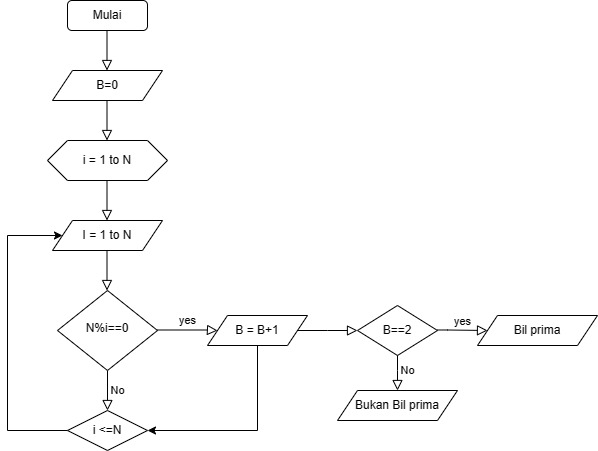 Mulai
B=0
i = 1 to N
I = 1 to N
N%i==0
yes
B = B+1
B==2
yes
Bil prima
No
No
Bukan Bil prima
i <=N